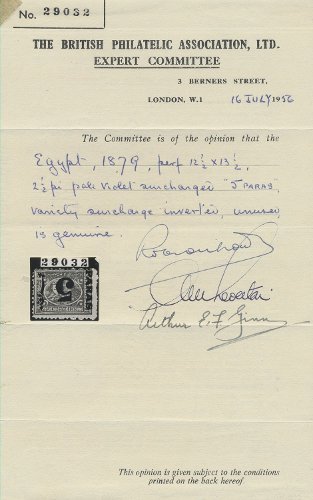 No. 29032
THE BRITISH PHILATELIC ASSOCIATION, LTD.
EXPERT COMMITTEE
3 BERNERS STREET,
LONDON, W.1 16 JULY 1956
The Committee is of the opinion that the
Egypt, 1879, perf 12½ x 13½,
2½ pi pale violet surcharged "5 PARAS",
variety surcharge inverted, unused
is genuine.
29032
5
Arthur E. F. Ginn
This opinion is given subject to the conditions
printed on the back hereof